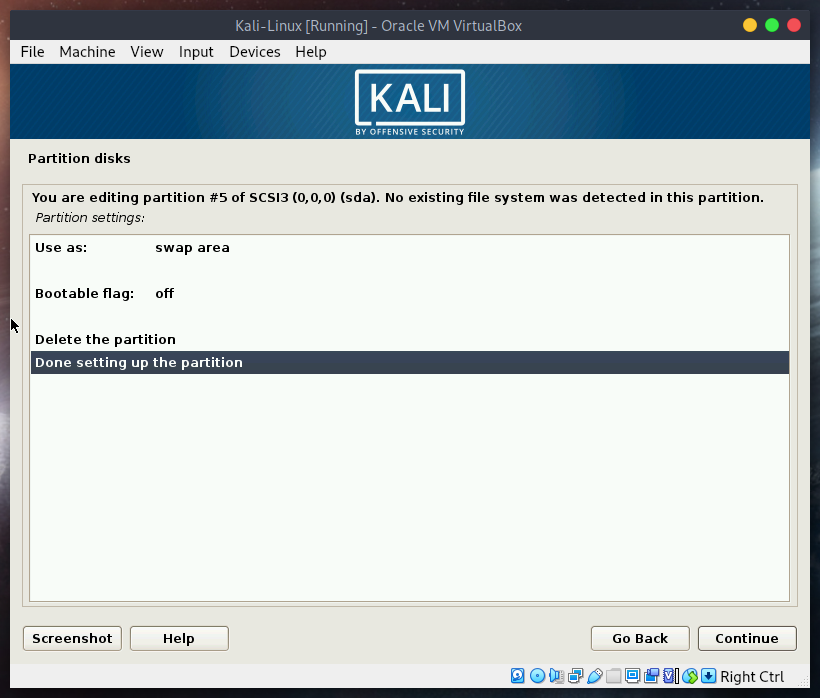 Kali-Linux [Running] - Oracle VM VirtualBox
File Machine View Input Devices Help
KALI
BY OFFENSIVE SECURITY
Partition disks
You are editing partition #5 of SCSI3 (0,0,0) (sda). No existing file system was detected in this partition.
Partition settings:
Use as: swap area
Bootable flag: off
Delete the partition
Done setting up the partition
Screenshot Help Go Back Continue
Right Ctrl